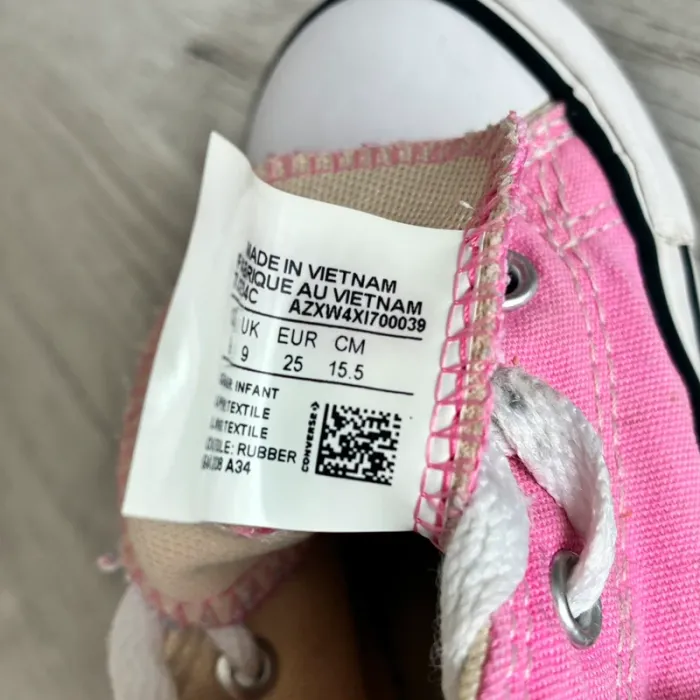 MADE IN VIETNAM
FABRIQUE AU VIETNAM
AZXW4XI700039
UK EUR CM
9 25 15.5
INFANT
TEXTILE
TEXTILE
RUBBER
A34
CONVERSE